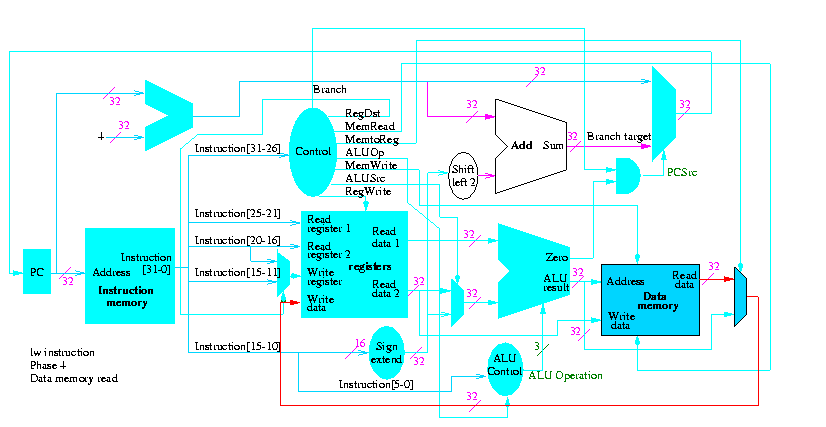 Branch
32
32
32
4
RegDst
MemRead
MemtoReg
ALUOp
MemWrite
ALUSrc
RegWrite
Control
Instruction[31-26]
32
Add
Sum
32
Branch target
32
32
Shift
left 2
PCSrc
Instruction[25-21]
Instruction[20-16]
Instruction[15-11]
Read
register 1
Read
register 2
Write
register
Write
data
registers
Read
data 1
Read
data 2
32
32
32
PC
32
Address
Instruction
[31-0]
Instruction
memory
Zero
ALU
result
32
32
Address
Read
data
Data
memory
Write
data
32
Instruction[15-10]
16
Sign
extend
32
Instruction[5-0]
ALU
Control
3
ALU Operation
32
lw instruction
Phase 4
Data memory read